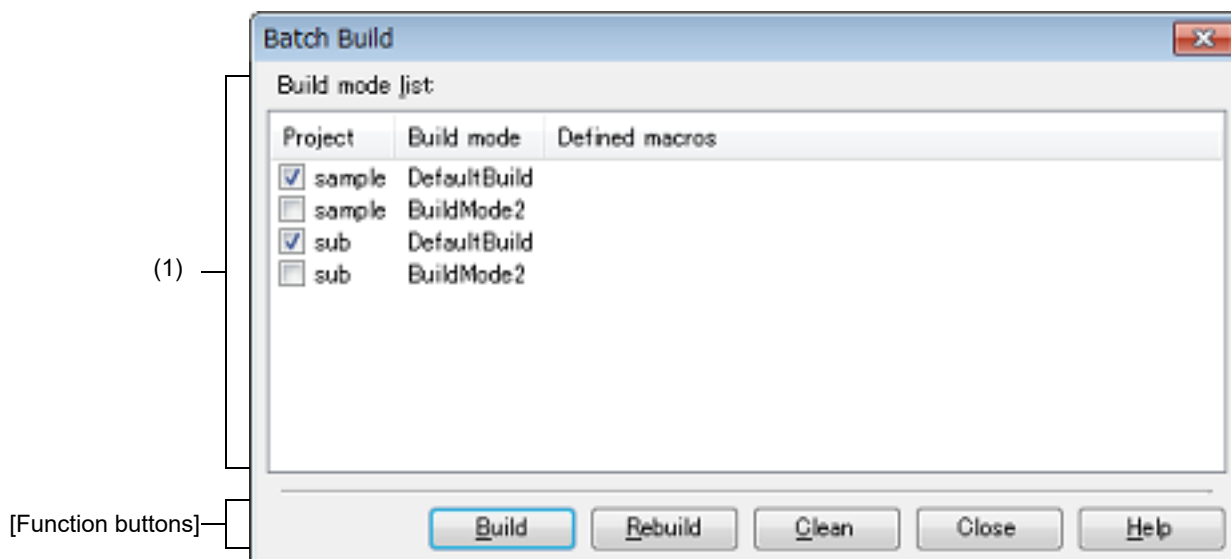 Batch Build
Build mode list:
Project Build mode Defined macros
sample DefaultBuild
sample BuildMode2
sub DefaultBuild
sub BuildMode2
(1)
[Function buttons]
Build Rebuild Clean Close Help